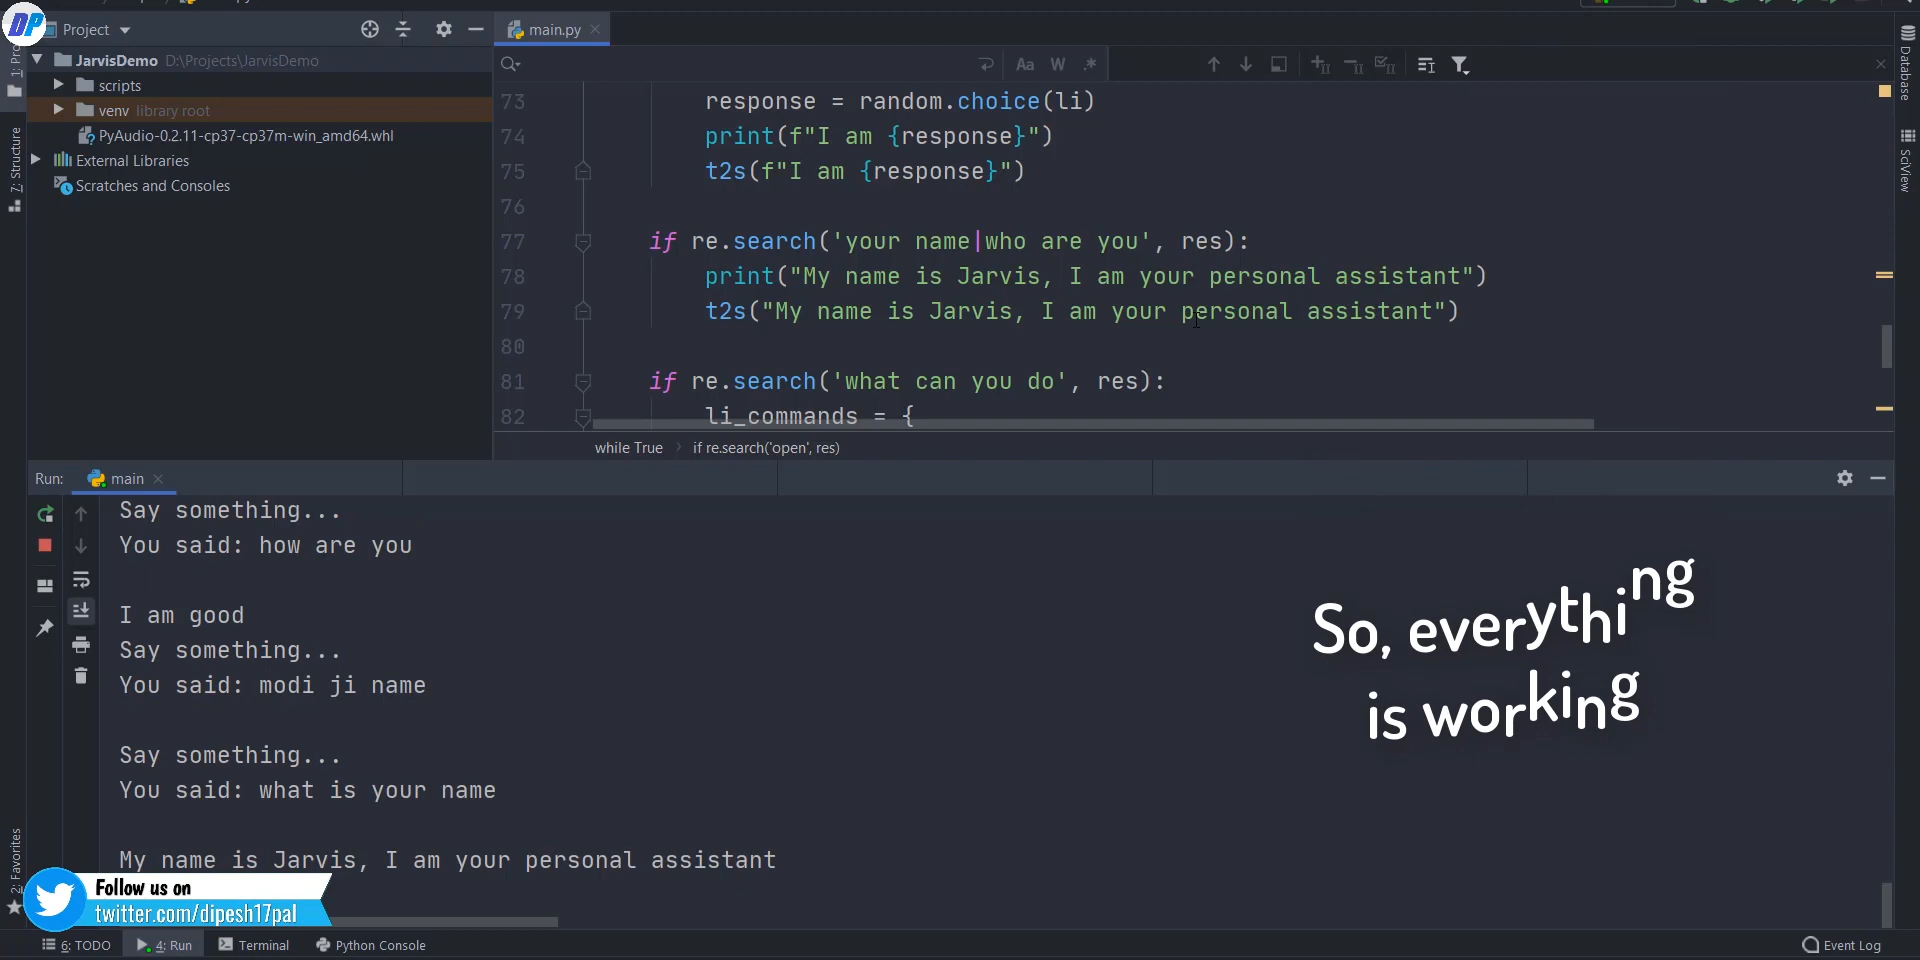 DP
Project
main.py
JarvisDemo D:\Projects\JarvisDemo
scripts
venv library root
PyAudio-0.2.11-cp37-cp37m-win_amd64.whl
External Libraries
Scratches and Consoles
7: Structure
2: Favorites
Aa W .*
73 response = random.choice(li)
74 print(f"I am {response}")
75 t2s(f"I am {response}")
76
77 if re.search('your name|who are you', res):
78 print("My name is Jarvis, I am your personal assistant")
79 t2s("My name is Jarvis, I am your personal assistant")
80
81 if re.search('what can you do', res):
82 li_commands = {
while True if re.search('open', res)
Database
SciView
Run: main
Say something...
You said: how are you
I am good
Say something...
You said: modi ji name
Say something...
You said: what is your name
My name is Jarvis, I am your personal assistant
So, everything
is working
Follow us on
twitter.com/dipesh17pal
6: TODO 4: Run Terminal Python Console Event Log